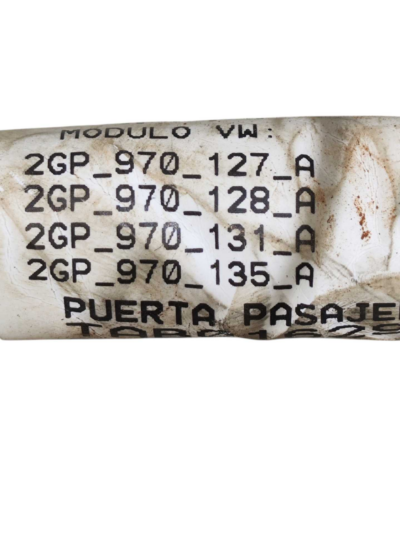 MODULO VW:
2GP_970_127_A
2GP_970_128_A
2GP_970_131_A
2GP_970_135_A
PUERTA PASAJE